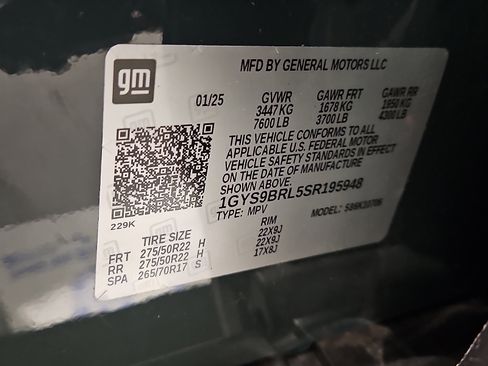 gm
MFD BY GENERAL MOTORS LLC
01/25 GVWR GAWR FRT GAWR RR
3447 KG 1678 KG 1950 KG
7600 LB 3700 LB 4300 LB
THIS VEHICLE CONFORMS TO ALL
APPLICABLE U.S. FEDERAL MOTOR
VEHICLE SAFETY STANDARDS IN EFFECT
ON THE DATE OF MANUFACTURE
SHOWN ABOVE.
1GYS9BRL5SR195948
229K
TYPE: MPV MODEL:
TIRE SIZE RIM
FRT 275/50R22 H 22X9J
RR 275/50R22 H 22X9J
SPA 265/70R17 S 17X8J